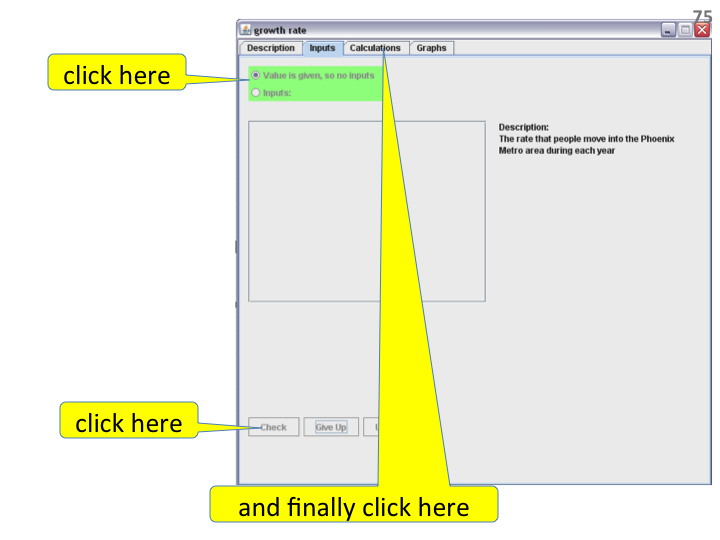 75
growth rate
Description Inputs Calculations Graphs
click here
Value is given, so no inputs
Inputs:
Description:
The rate that people move into the Phoenix
Metro area during each year
click here
Check Give Up
and finally click here